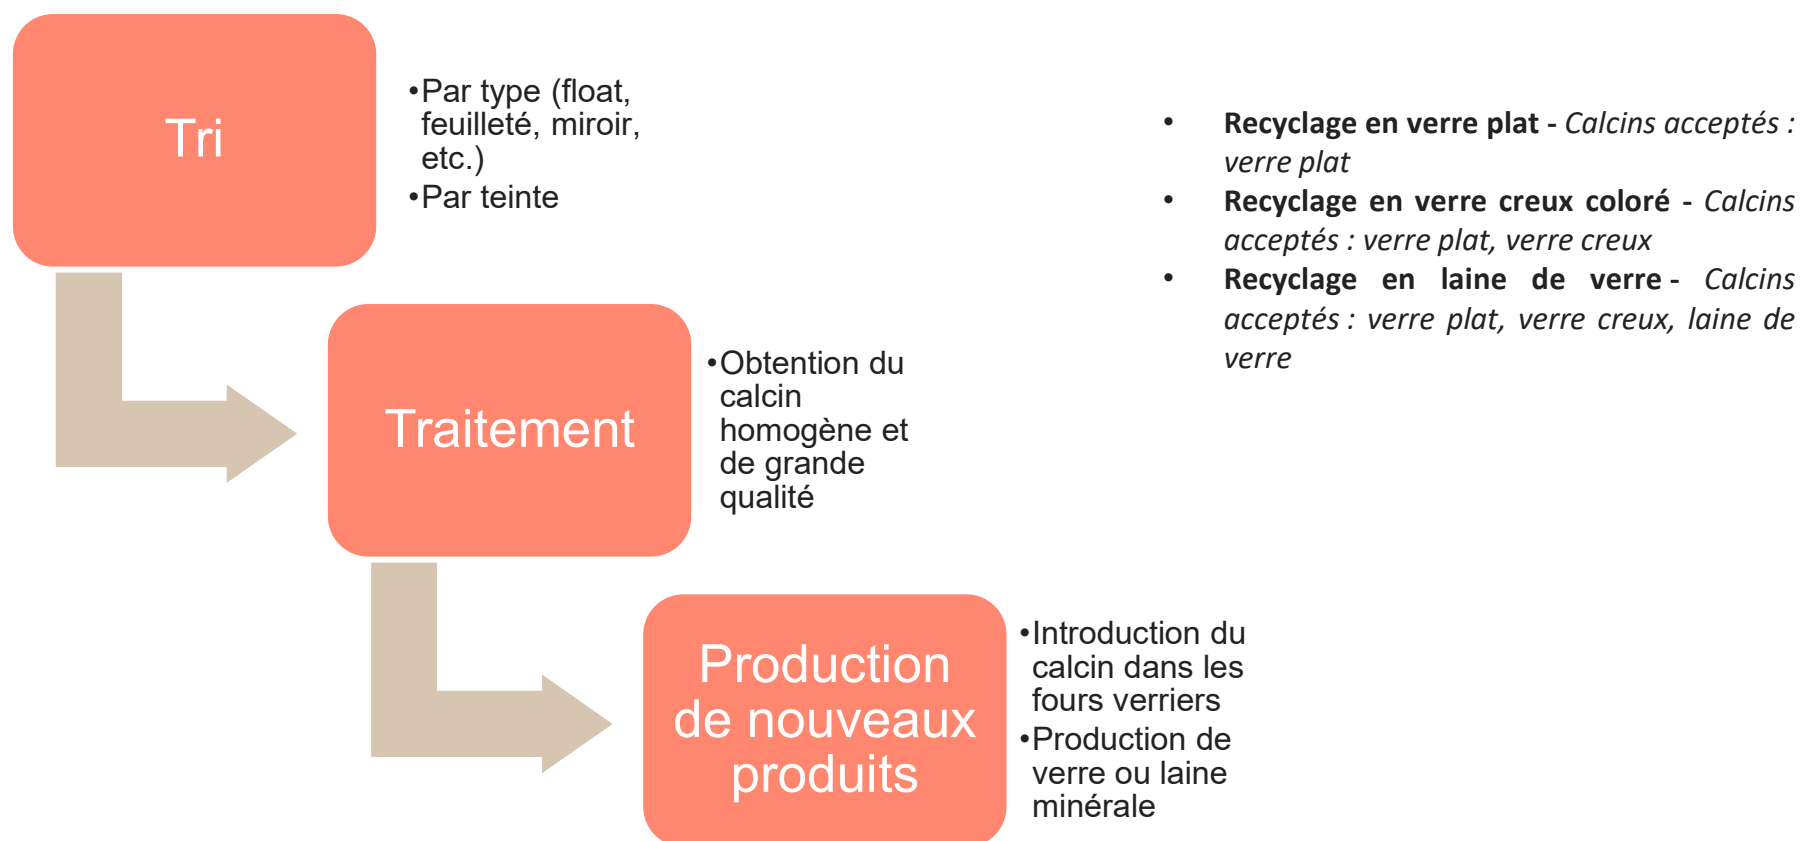 Tri
•Par type (float,
feuilleté, miroir,
etc.)
•Par teinte
Traitement
•Obtention du
calcin
homogène et
de grande
qualité
Production
de nouveaux
produits
•Introduction du
calcin dans les
fours verriers
•Production de
verre ou laine
minérale
• Recyclage en verre plat - Calcins acceptés :
verre plat
• Recyclage en verre creux coloré - Calcins
acceptés : verre plat, verre creux
• Recyclage en laine de verre - Calcins
acceptés : verre plat, verre creux, laine de
verre